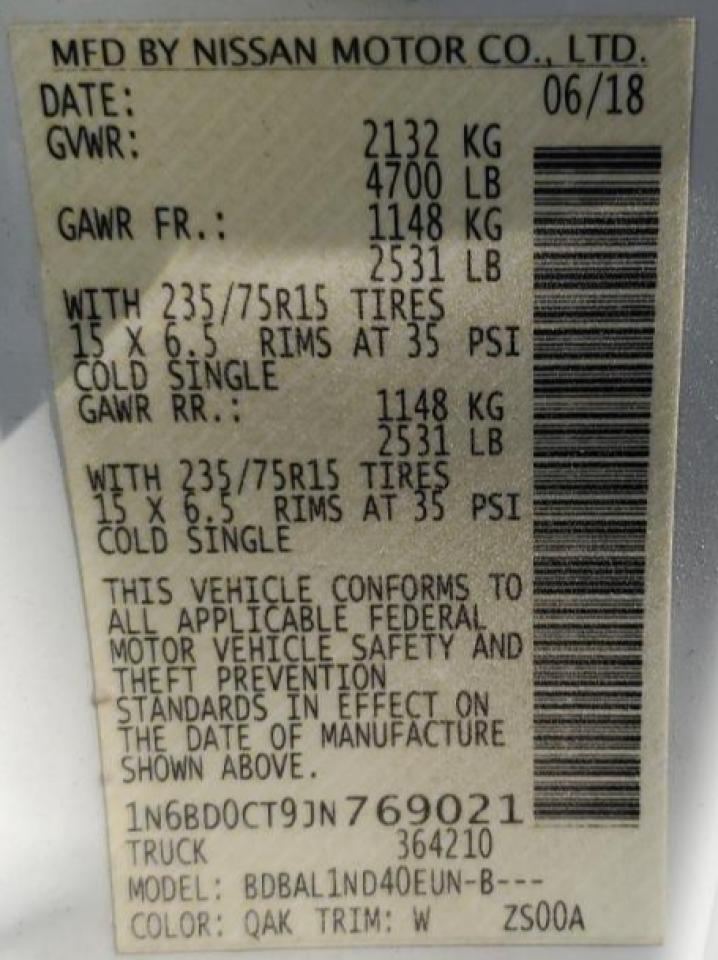 MFD BY NISSAN MOTOR CO., LTD.
DATE: 06/18
GVWR: 2132 KG
4700 LB
GAWR FR.: 1148 KG
2531 LB
WITH 235/75R15 TIRES
15 X 6.5 RIMS AT 35 PSI
COLD SINGLE
GAWR RR.: 1148 KG
2531 LB
WITH 235/75R15 TIRES
15 X 6.5 RIMS AT 35 PSI
COLD SINGLE
THIS VEHICLE CONFORMS TO
ALL APPLICABLE FEDERAL
MOTOR VEHICLE SAFETY AND
THEFT PREVENTION
STANDARDS IN EFFECT ON
THE DATE OF MANUFACTURE
SHOWN ABOVE.
1N6BD0CT9JN769021
TRUCK 364210
MODEL: BDBAL1ND40EUN-B---
COLOR: QAK TRIM: W ZS00A